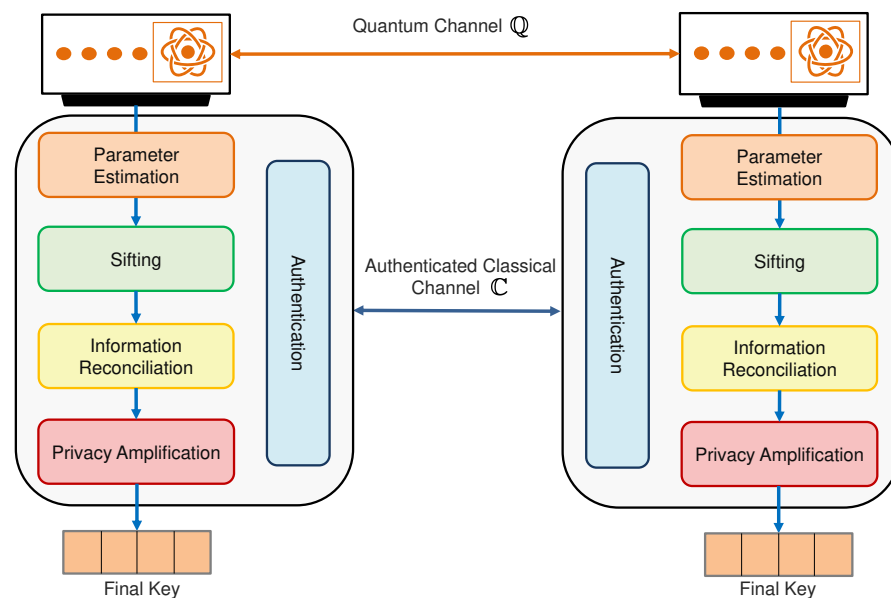 Quantum Channel ℚ
Parameter
Estimation
Sifting
Information
Reconciliation
Privacy Amplification
Authentication
Final Key
Authenticated Classical
Channel ℂ
Authentication
Parameter
Estimation
Sifting
Information
Reconciliation
Privacy Amplification
Final Key